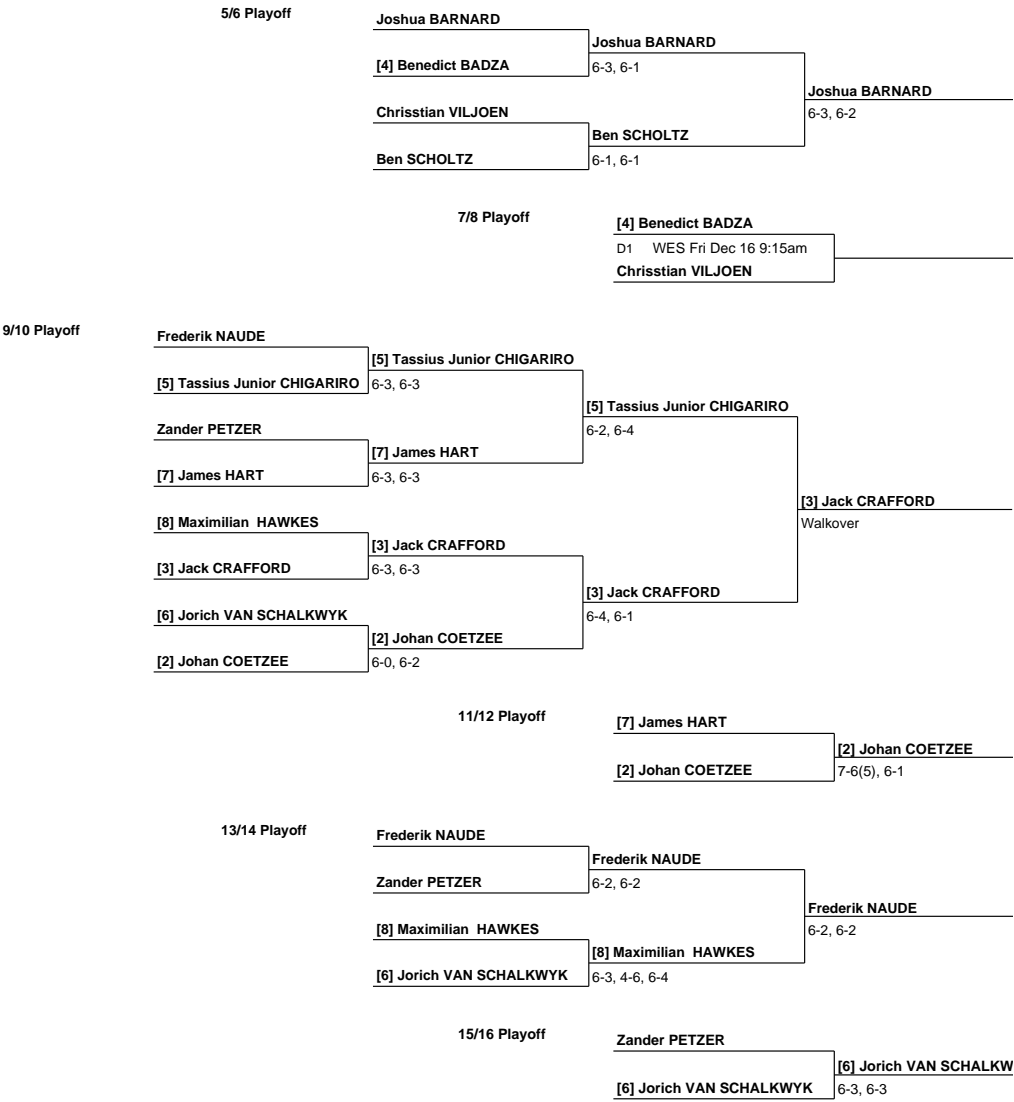 5/6 Playoff
Joshua BARNARD
Joshua BARNARD
[4] Benedict BADZA
6-3, 6-1
Joshua BARNARD
6-3, 6-2
Chrisstian VILJOEN
Ben SCHOLTZ
Ben SCHOLTZ
6-1, 6-1
7/8 Playoff
[4] Benedict BADZA
D1 WES Fri Dec 16 9:15am
Chrisstian VILJOEN
9/10 Playoff
Frederik NAUDE
[5] Tassius Junior CHIGARIRO
[5] Tassius Junior CHIGARIRO
6-3, 6-3
[5] Tassius Junior CHIGARIRO
6-2, 6-4
Zander PETZER
[7] James HART
[7] James HART
6-3, 6-3
[3] Jack CRAFFORD
Walkover
[8] Maximilian HAWKES
[3] Jack CRAFFORD
[3] Jack CRAFFORD
6-3, 6-3
[3] Jack CRAFFORD
6-4, 6-1
[6] Jorich VAN SCHALKWYK
[2] Johan COETZEE
[2] Johan COETZEE
6-0, 6-2
11/12 Playoff
[7] James HART
[2] Johan COETZEE
[2] Johan COETZEE
7-6(5), 6-1
13/14 Playoff
Frederik NAUDE
Frederik NAUDE
Zander PETZER
6-2, 6-2
Frederik NAUDE
6-2, 6-2
[8] Maximilian HAWKES
[8] Maximilian HAWKES
[6] Jorich VAN SCHALKWYK
6-3, 4-6, 6-4
15/16 Playoff
Zander PETZER
[6] Jorich VAN SCHALKW
[6] Jorich VAN SCHALKWYK
6-3, 6-3